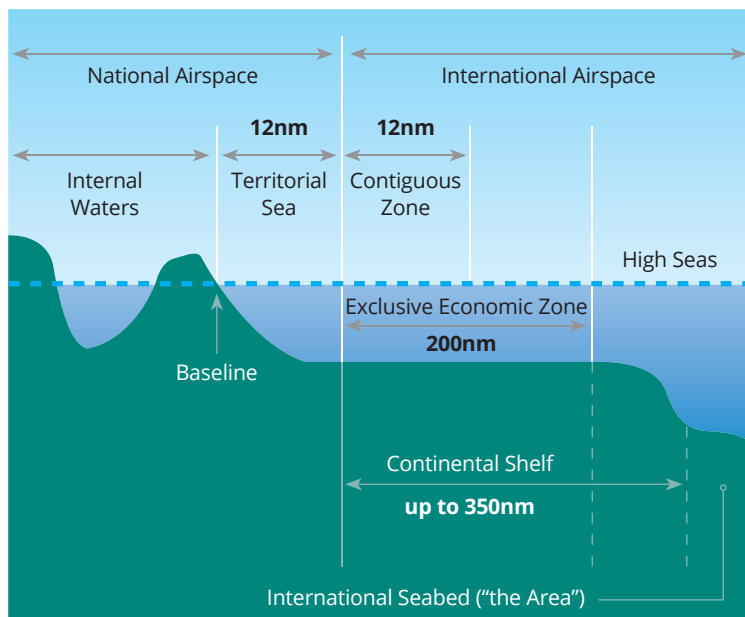 National Airspace
International Airspace
12nm
12nm
Internal
Waters
Territorial
Sea
Contiguous
Zone
High Seas
Exclusive Economic Zone
200nm
Baseline
Continental Shelf
up to 350nm
International Seabed (“the Area”)